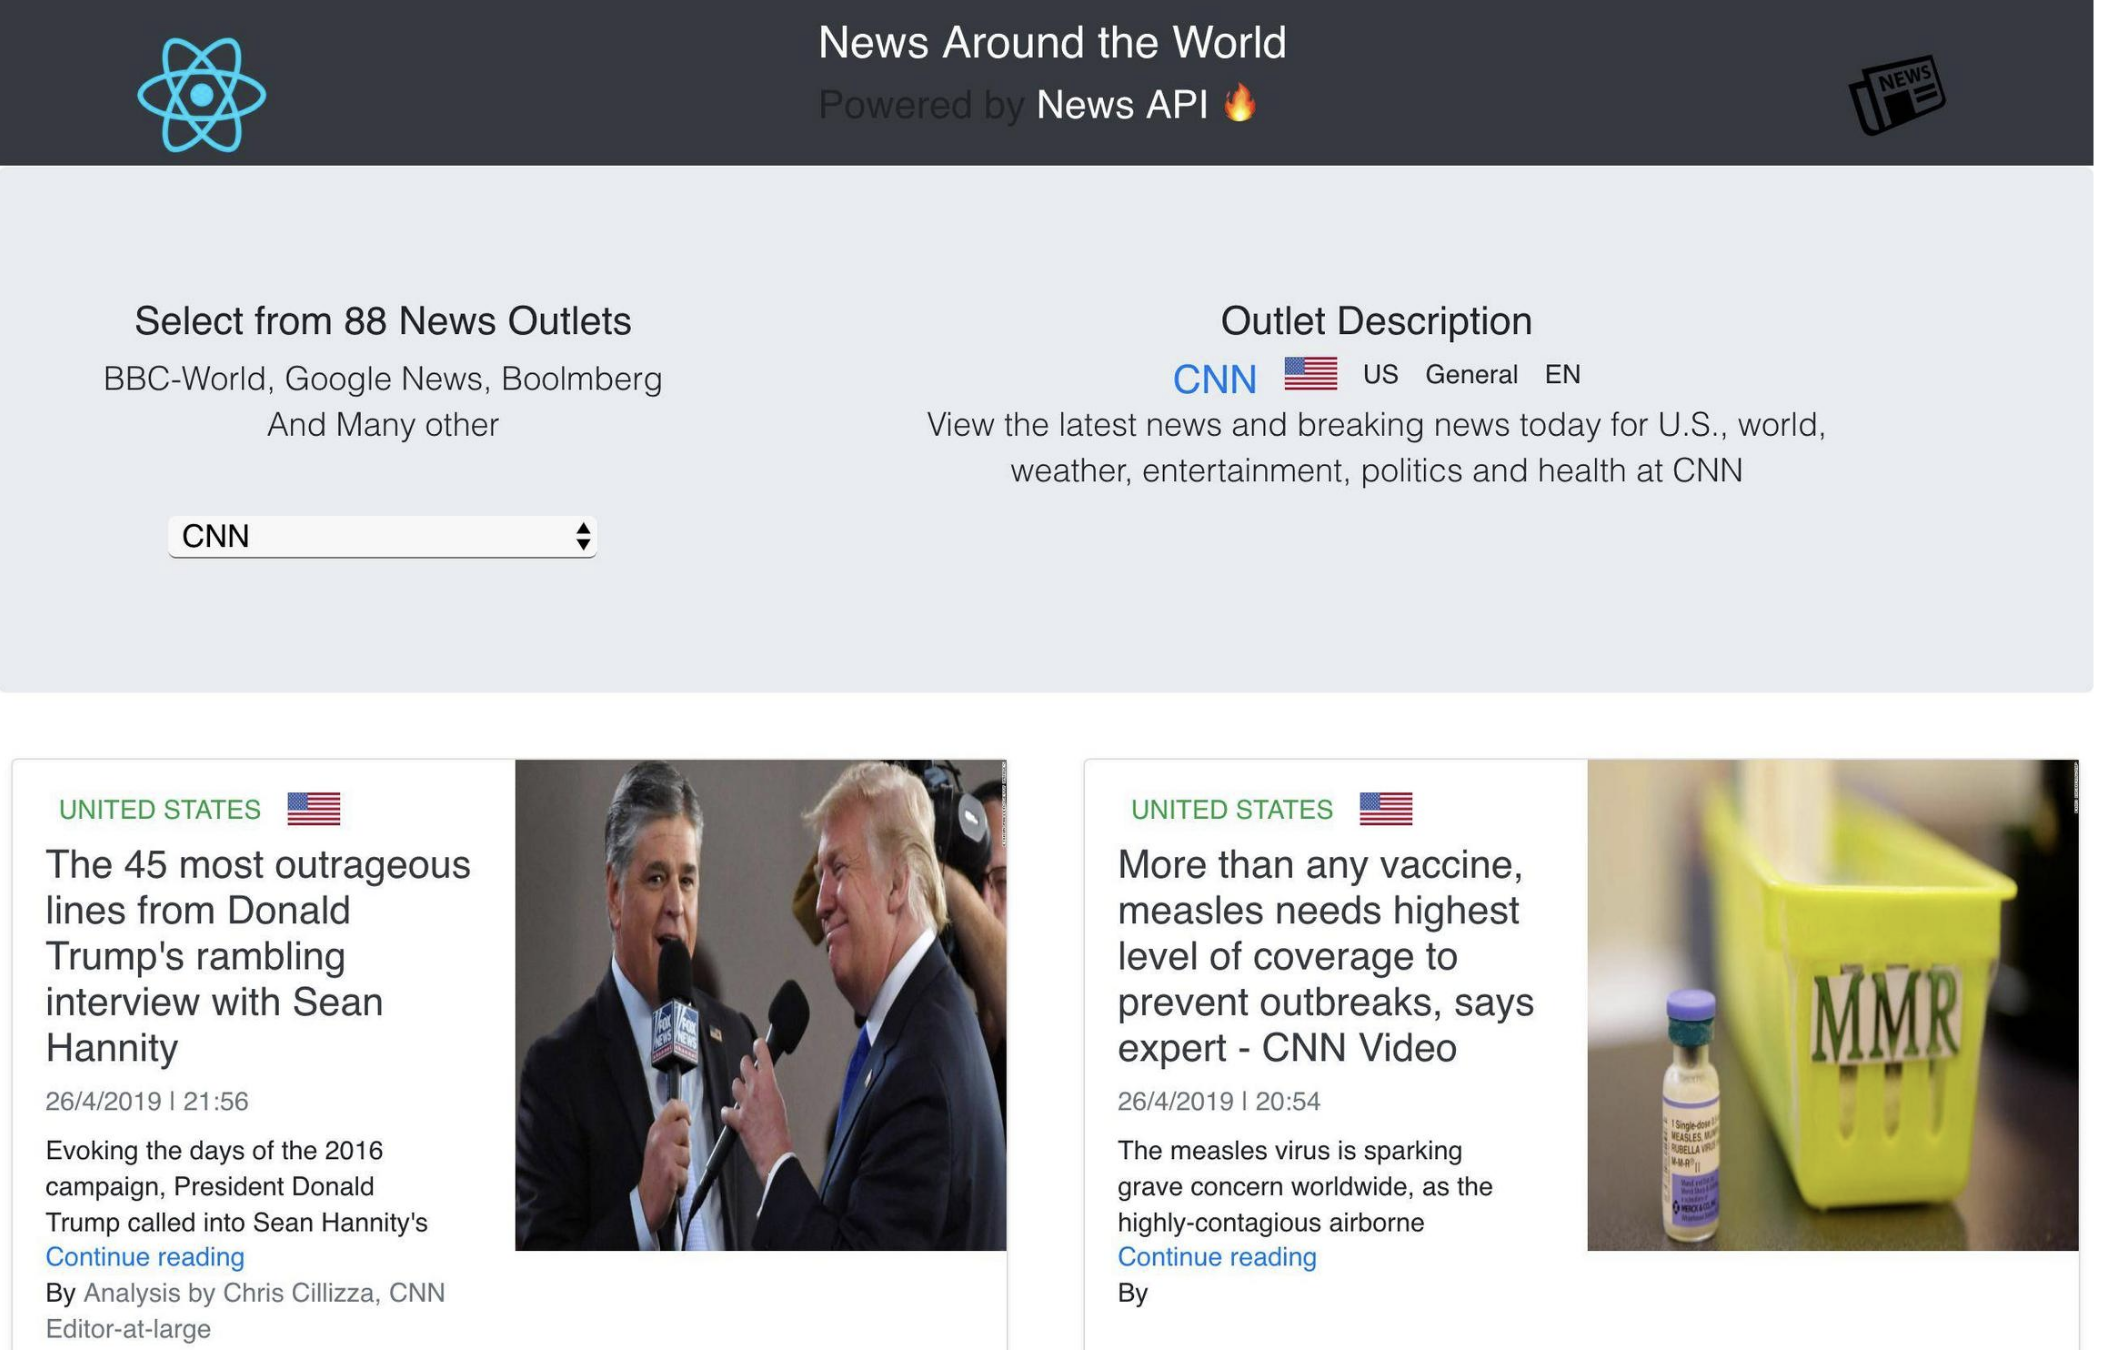 News Around the World
Powered by News API 🔥
NEWS
Select from 88 News Outlets
BBC-World, Google News, Boolmberg
And Many other
CNN
Outlet Description
CNN US General EN
View the latest news and breaking news today for U.S., world,
weather, entertainment, politics and health at CNN
UNITED STATES
The 45 most outrageous
lines from Donald
Trump's rambling
interview with Sean
Hannity
26/4/2019 | 21:56
Evoking the days of the 2016
campaign, President Donald
Trump called into Sean Hannity's
Continue reading
By Analysis by Chris Cillizza, CNN
Editor-at-large
FOX
NEWS
FOX
NEWS
UNITED STATES
More than any vaccine,
measles needs highest
level of coverage to
prevent outbreaks, says
expert - CNN Video
26/4/2019 | 20:54
The measles virus is sparking
grave concern worldwide, as the
highly-contagious airborne
Continue reading
By
MMR
Single-dose
MEASLES,
RUBELLA
M-M-R II
MERCK